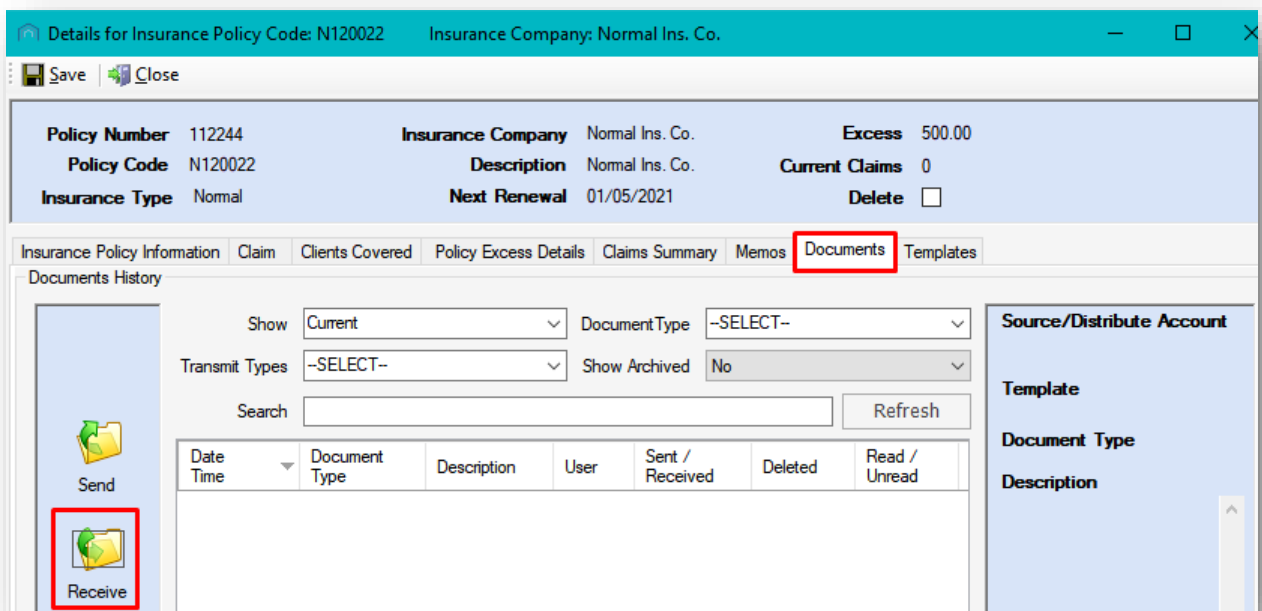 Details for Insurance Policy Code: N120022 Insurance Company: Normal Ins. Co.
Save Close
Policy Number 112244 Insurance Company Normal Ins. Co. Excess 500.00
Policy Code N120022 Description Normal Ins. Co. Current Claims 0
Insurance Type Normal Next Renewal 01/05/2021 Delete
Insurance Policy Information Claim Clients Covered Policy Excess Details Claims Summary Memos Documents Templates
Documents History
Show Current DocumentType --SELECT--
Transmit Types --SELECT-- Show Archived No
Search Refresh
Date Time Document Type Description User Sent / Received Deleted Read / Unread
Send
Receive
Source/Distribute Account
Template
Document Type
Description